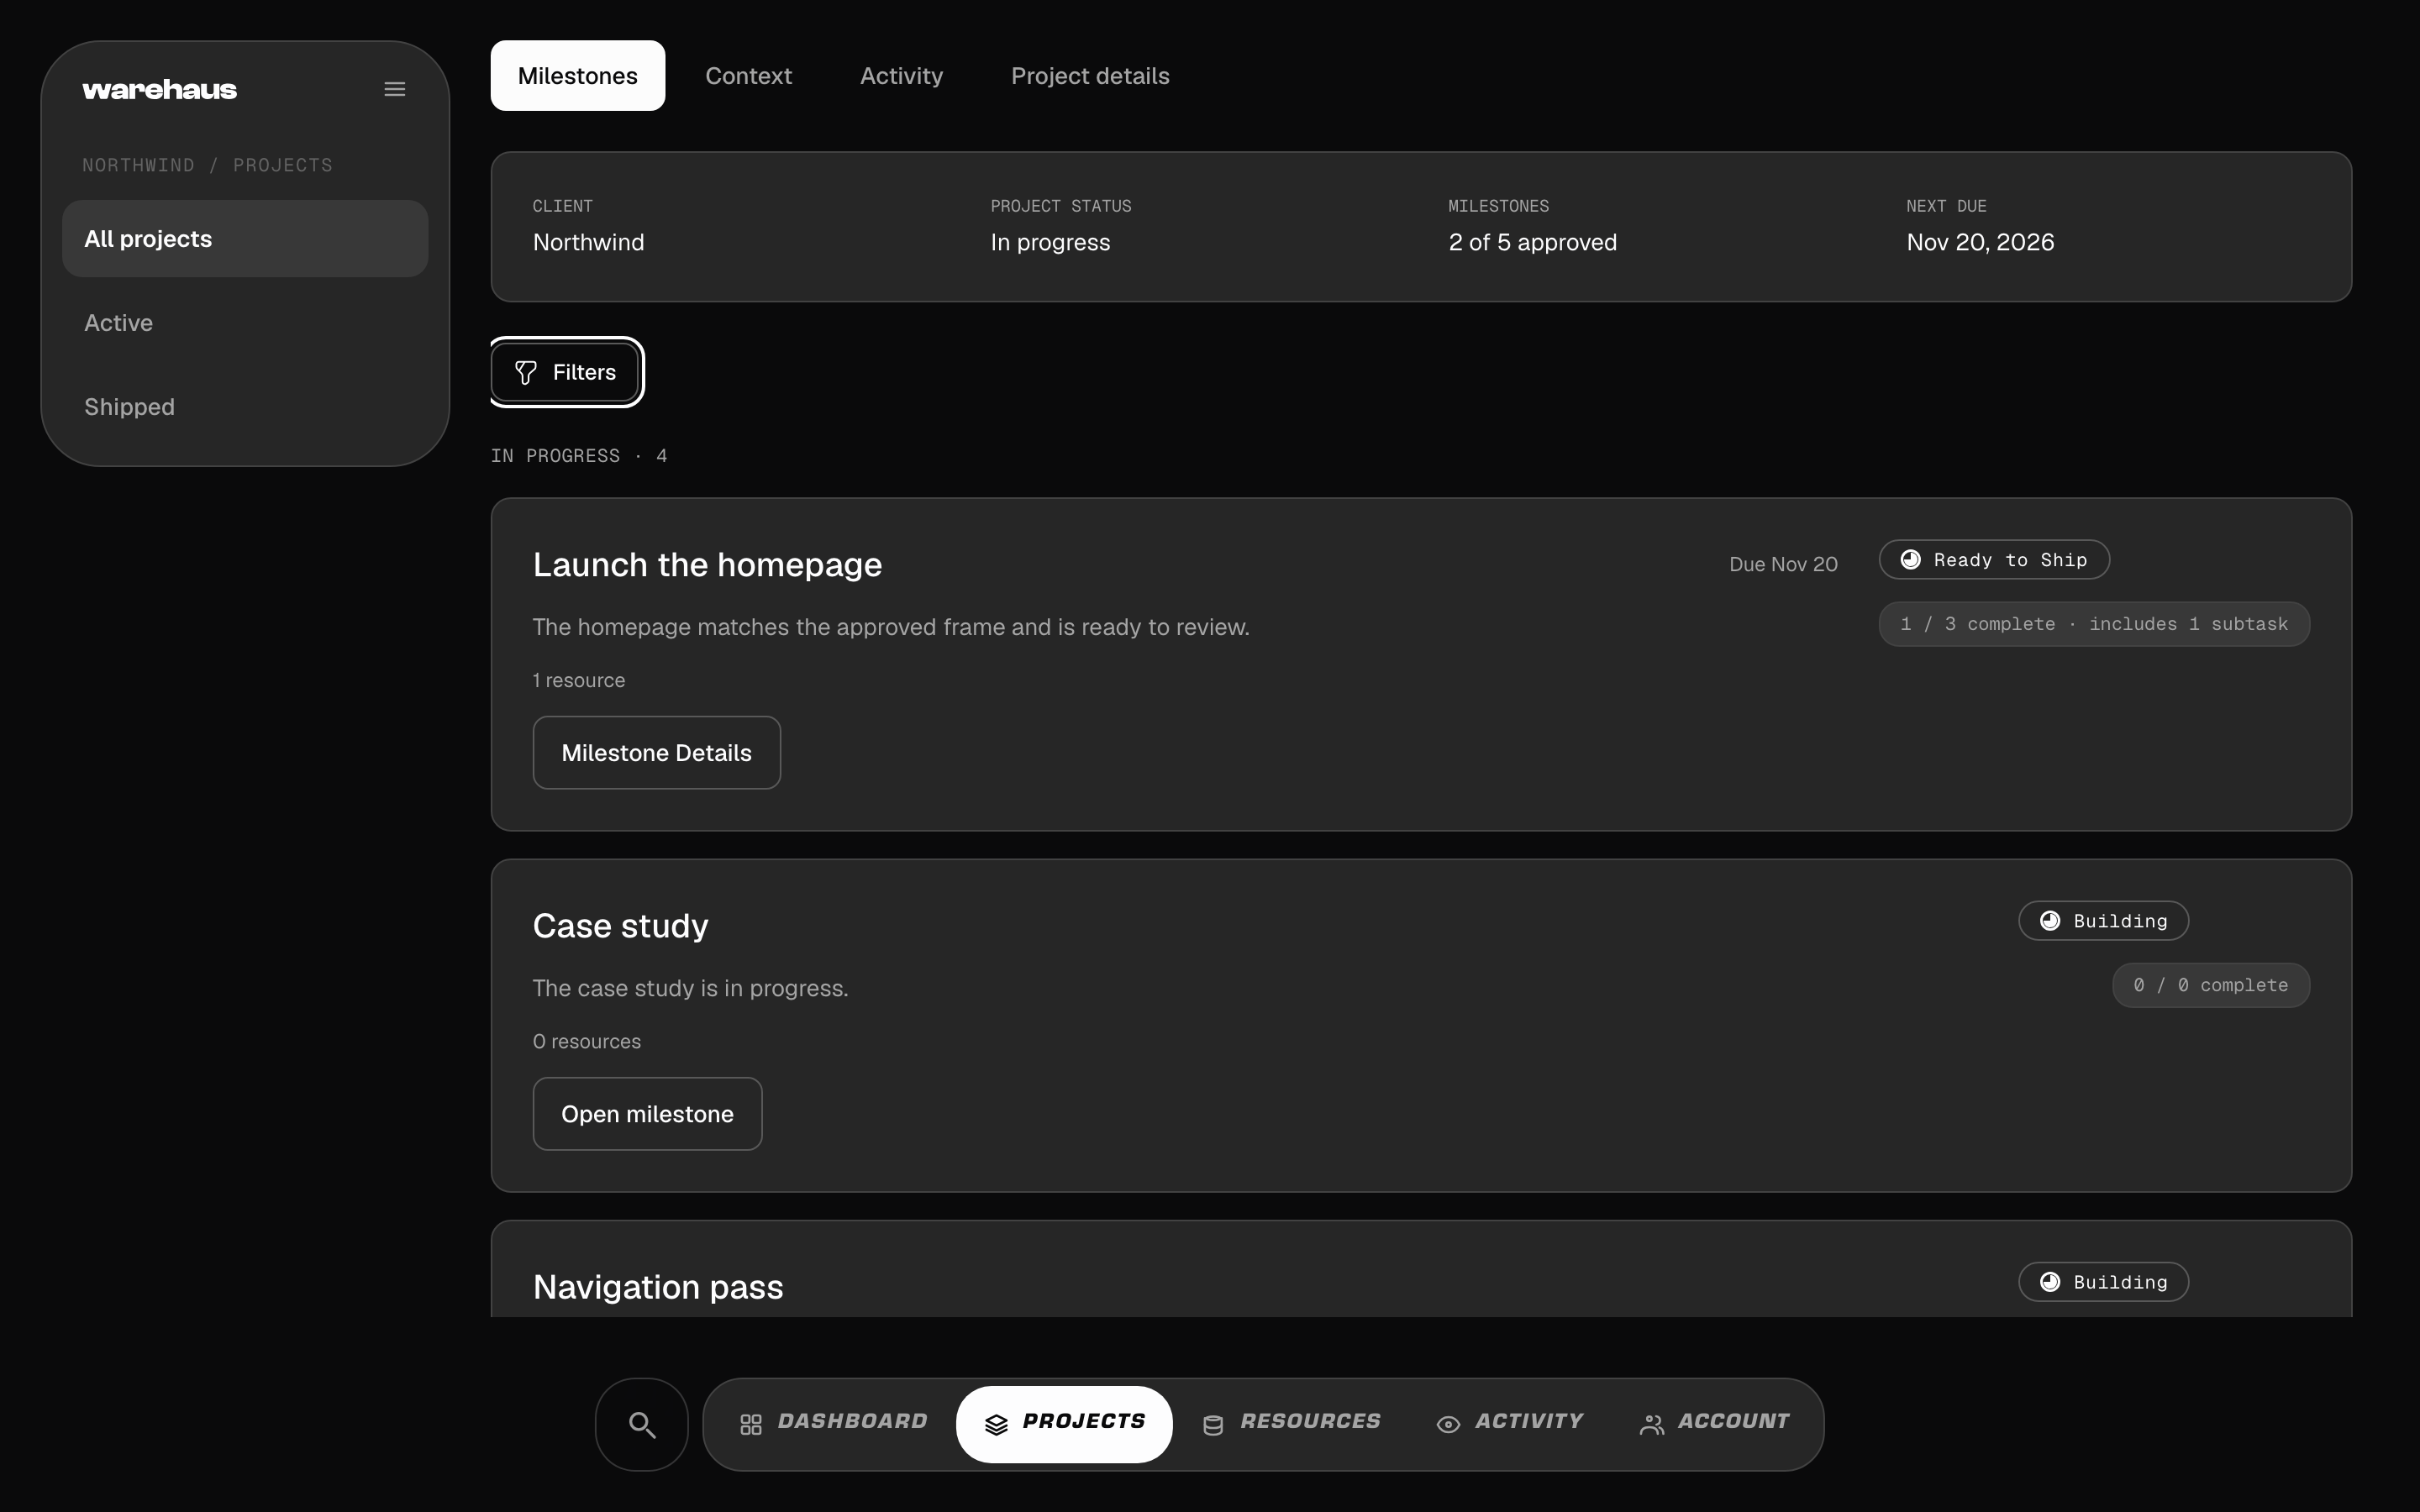 warehaus
NORTHWIND / PROJECTS
All projects
Active
Shipped
Milestones
Context
Activity
Project details
CLIENT
Northwind
PROJECT STATUS
In progress
MILESTONES
2 of 5 approved
NEXT DUE
Nov 20, 2026
Filters
IN PROGRESS · 4
Launch the homepage
Due Nov 20
Ready to Ship
The homepage matches the approved frame and is ready to review.
1 / 3 complete · includes 1 subtask
1 resource
Milestone Details
Case study
Building
The case study is in progress.
0 / 0 complete
0 resources
Open milestone
Navigation pass
Building
DASHBOARD
PROJECTS
RESOURCES
ACTIVITY
ACCOUNT